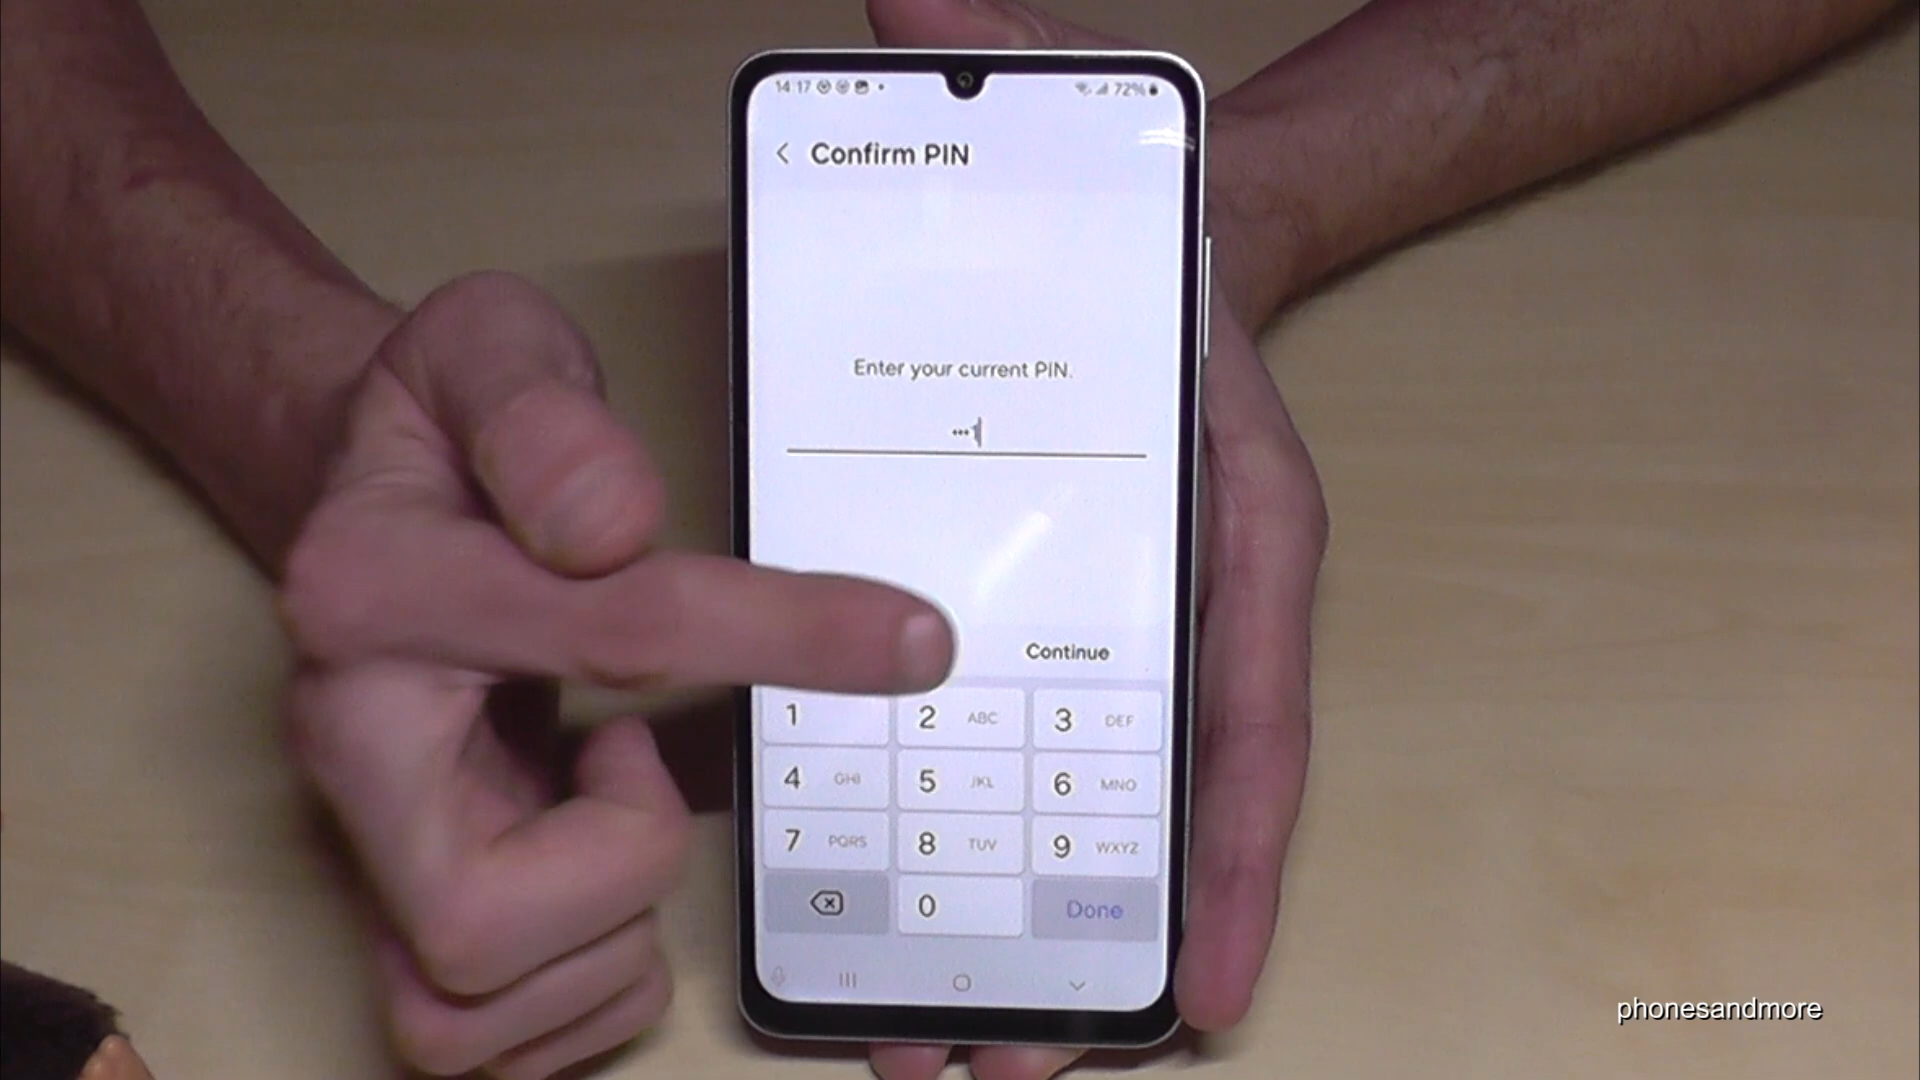 14:17 72%
Confirm PIN
Enter your current PIN.
Continue
1 2 ABC 3 DEF
4 GHI 5 JKL 6 MNO
7 PQRS 8 TUV 9 WXYZ
0 Done
phonesandmore